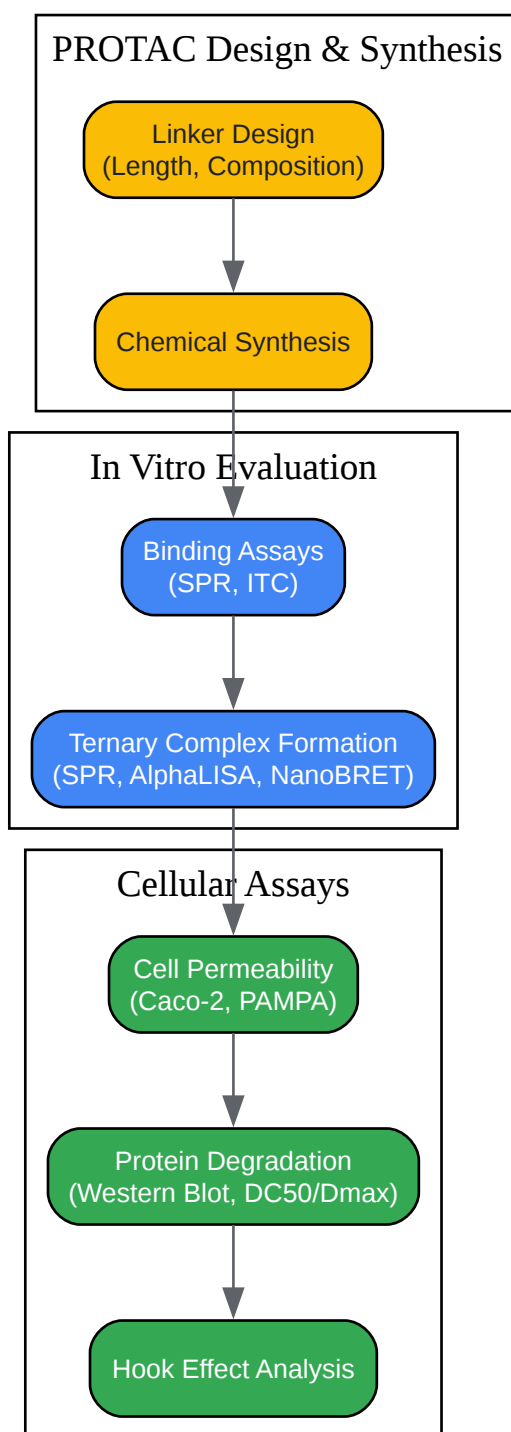 PROTAC Design & Synthesis
Linker Design
(Length, Composition)
Chemical Synthesis
In Vitro Evaluation
Binding Assays
(SPR, ITC)
Ternary Complex Formation
(SPR, AlphaLISA, NanoBRET)
Cellular Assays
Cell Permeability
(Caco-2, PAMPA)
Protein Degradation
(Western Blot, DC50/Dmax)
Hook Effect Analysis